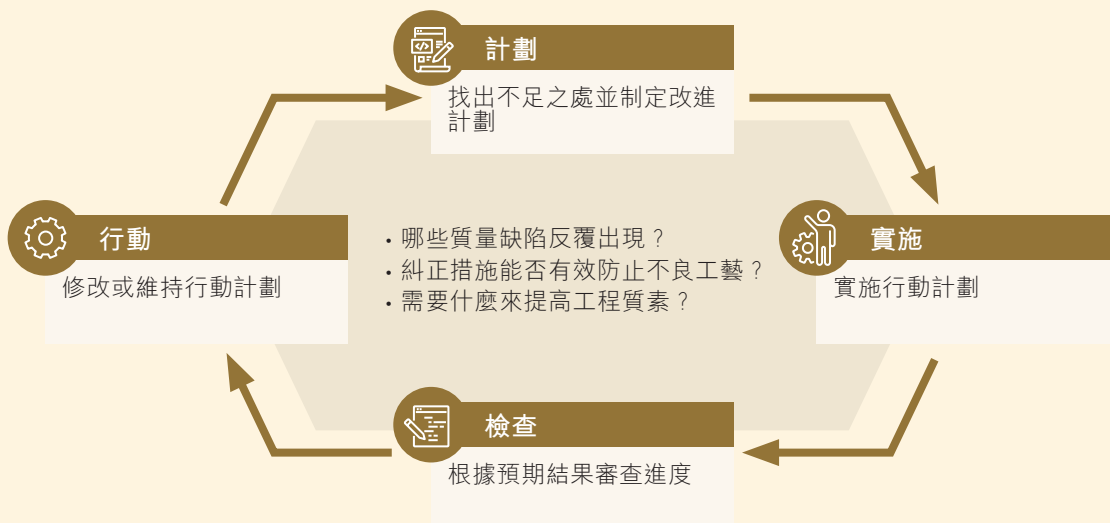 計劃
找出不足之處並制定改進
計劃
行動
修改或維持行動計劃
• 哪些質量缺陷反覆出現？
• 糾正措施能否有效防止不良工藝？
• 需要什麼來提高工程質素？
實施
實施行動計劃
檢查
根據預期結果審查進度